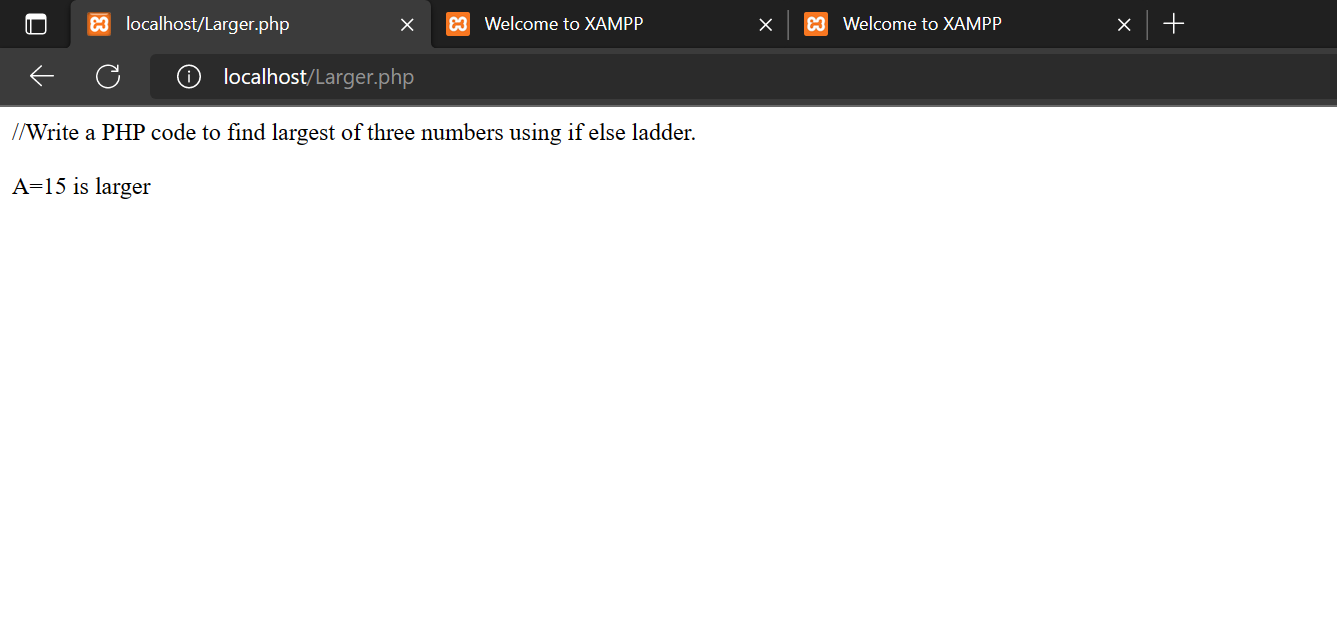 localhost/Larger.php
Welcome to XAMPP
Welcome to XAMPP
localhost/Larger.php
//Write a PHP code to find largest of three numbers using if else ladder.
A=15 is larger